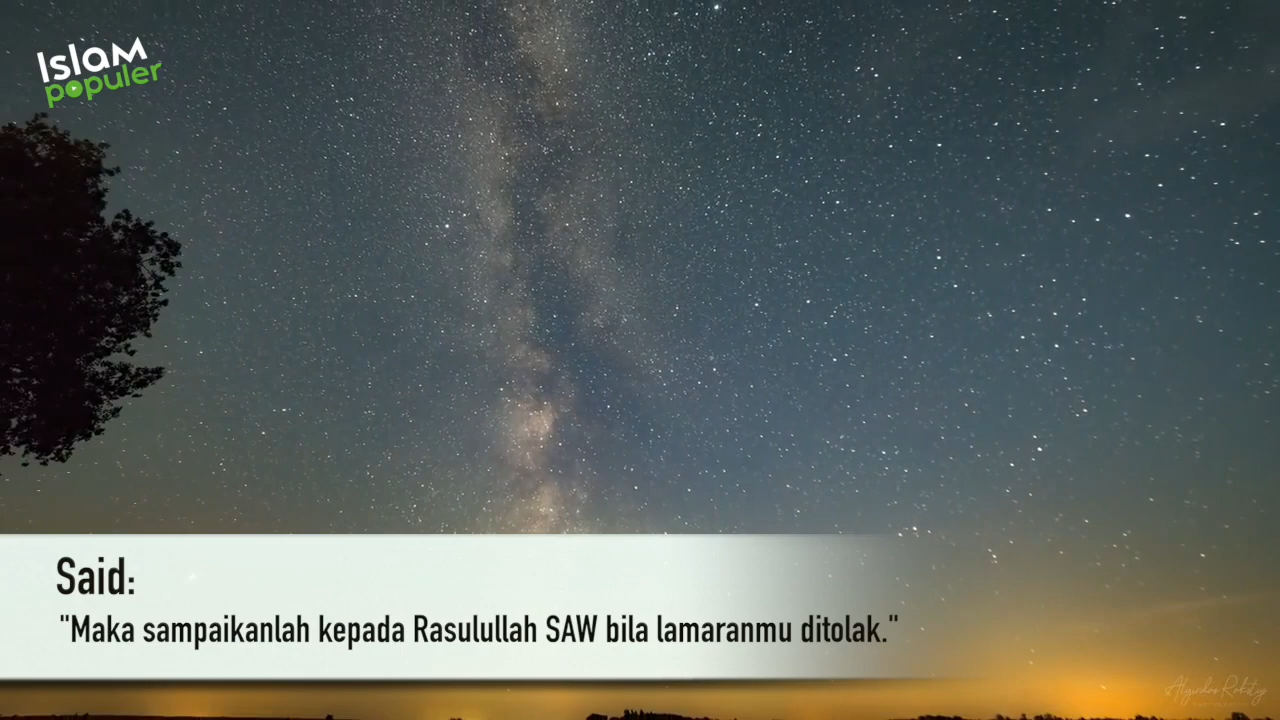 Islam
populer
Said:
"Maka sampaikanlah kepada Rasulullah SAW bila lamaranmu ditolak."